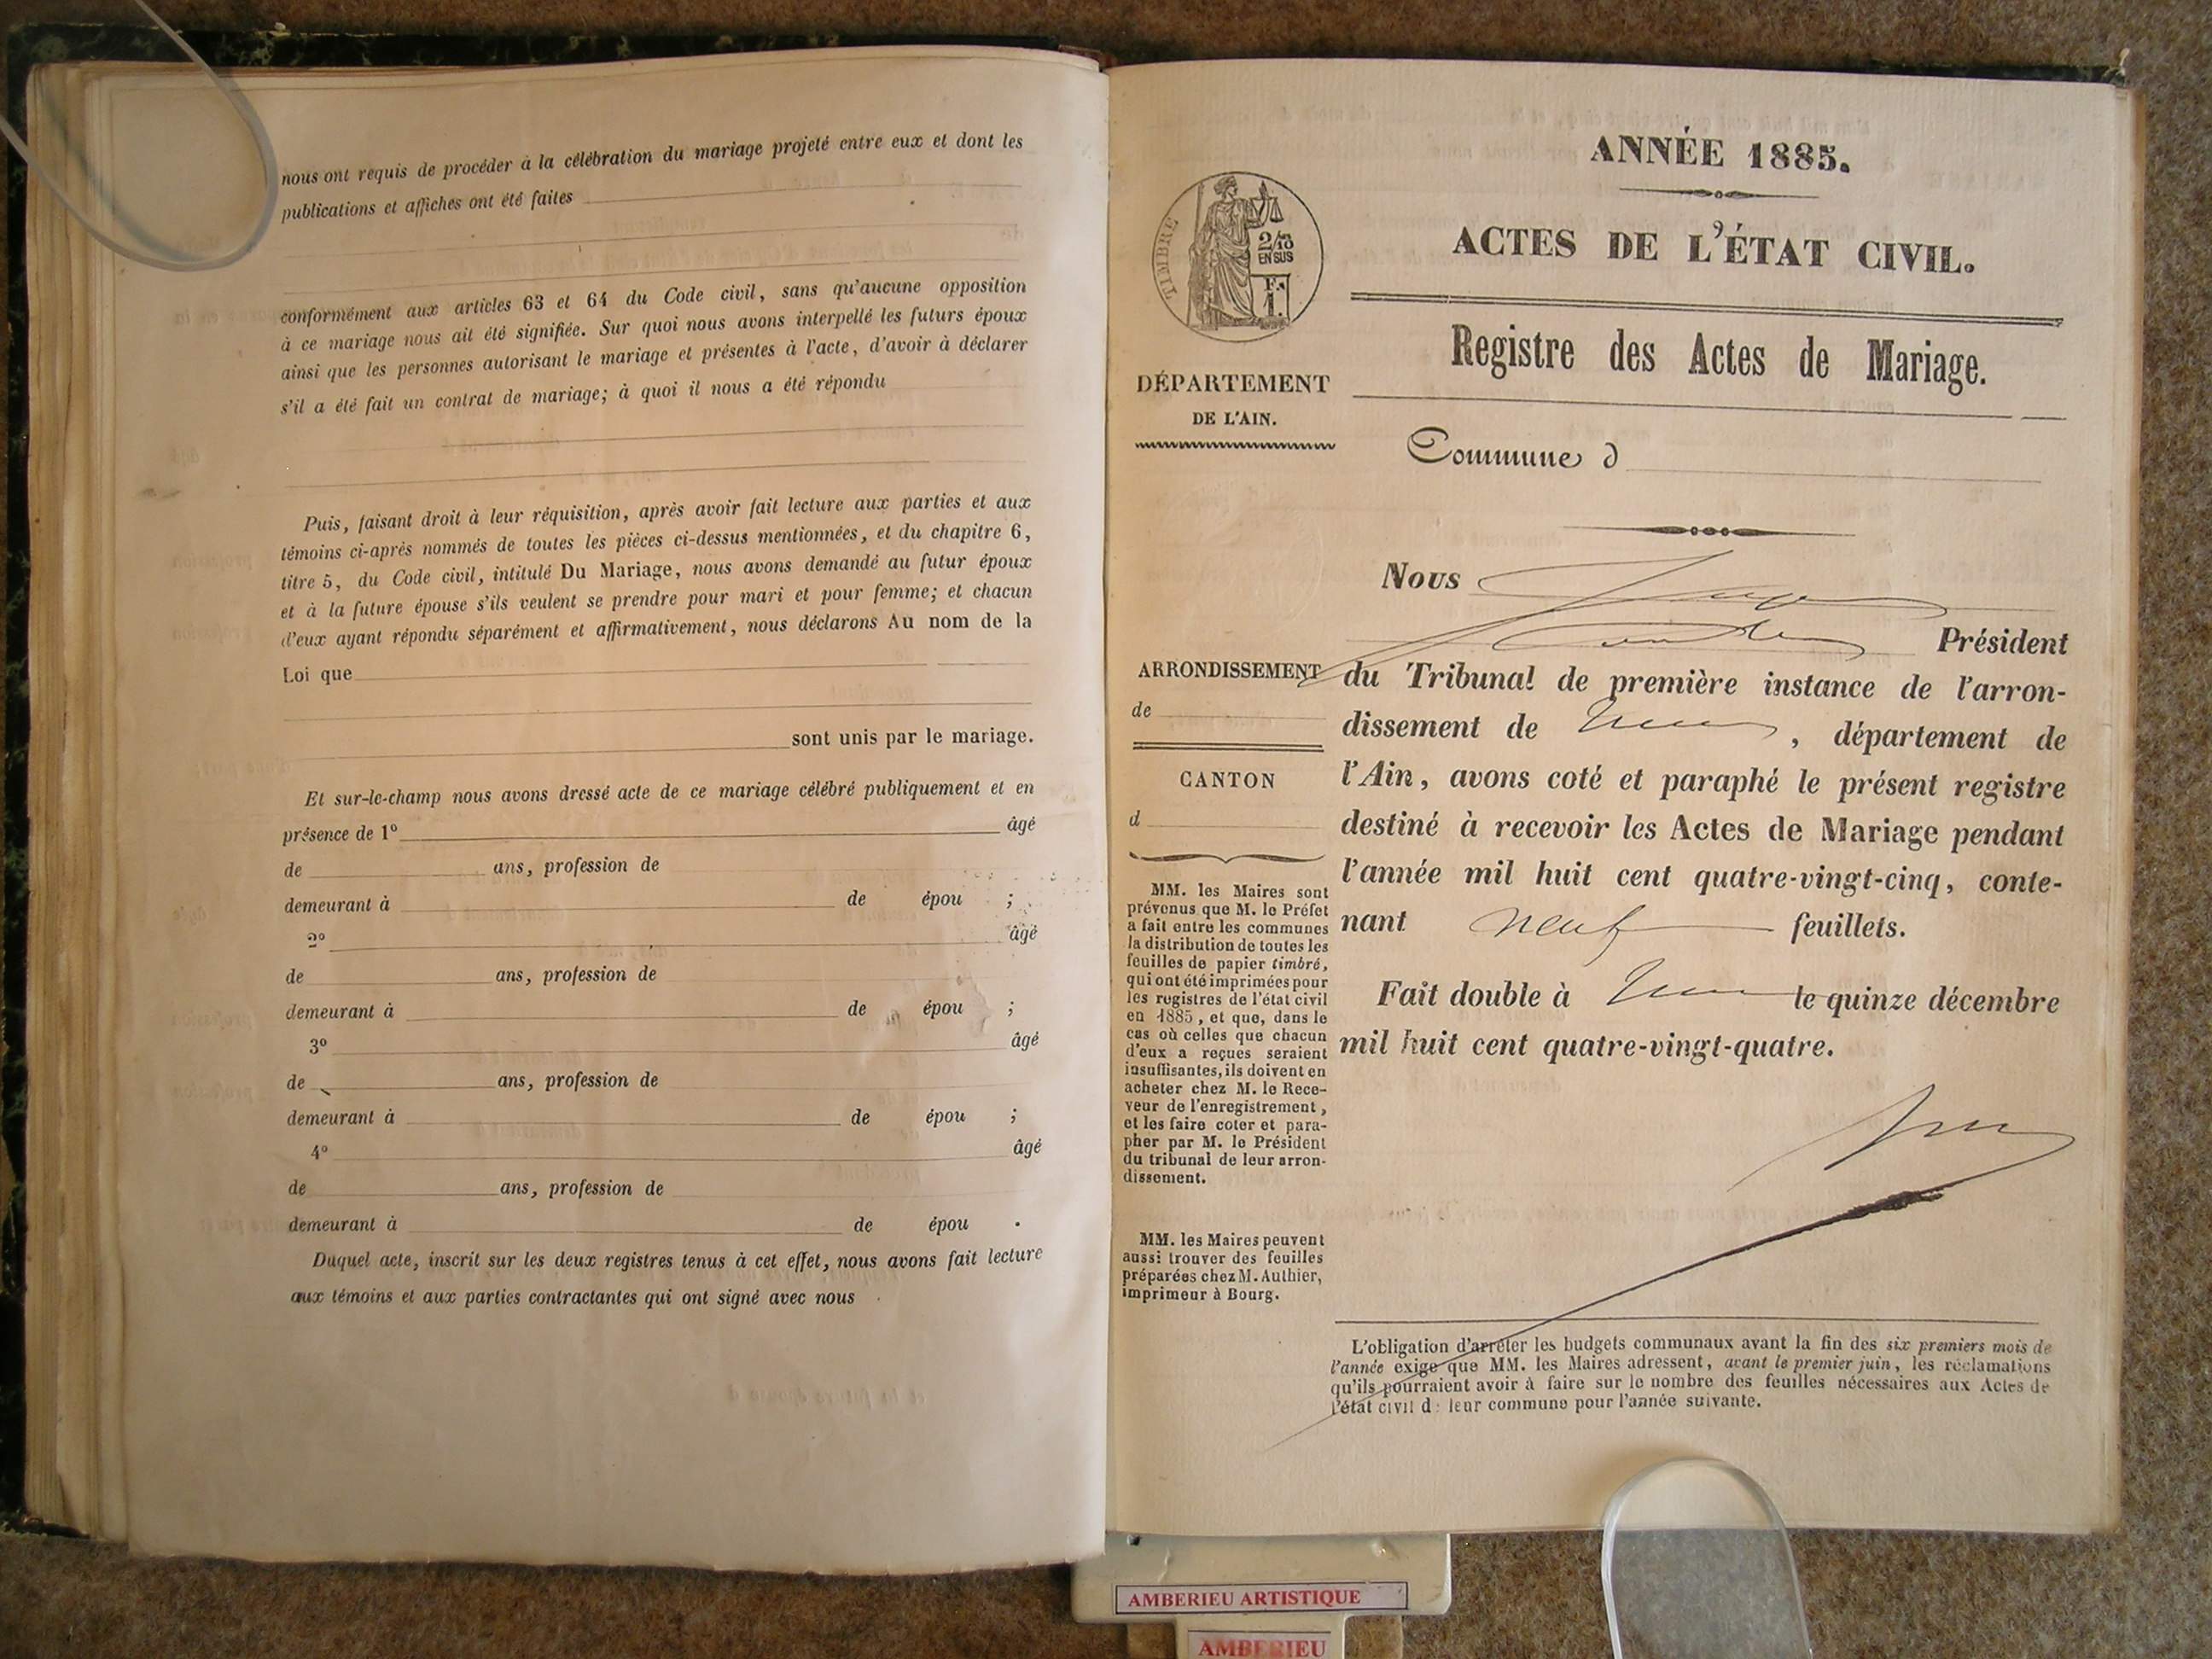 nous ont requis de procéder à la célébration du mariage projeté entre eux et dont les
publications et affiches ont été faites
conformément aux articles 63 et 64 du Code civil, sans qu'aucune opposition
à ce mariage nous ait été signifiée. Sur quoi nous avons interpellé les futurs époux
ainsi que les personnes autorisant le mariage et présentes à l'acte, d'avoir à déclarer
s'il a été fait un contrat de mariage; à quoi il nous a été répondu
Puis, faisant droit à leur réquisition, après avoir fait lecture aux parties et aux
témoins ci-après nommés de toutes les pièces ci-dessus mentionnées, et du chapitre 6,
titre 5, du Code civil, intitulé Du Mariage, nous avons demandé au futur époux
et à la future épouse s'ils veulent se prendre pour mari et pour femme; et chacun
d'eux ayant répondu séparément et affirmativement, nous déclarons Au nom de la
Loi que
sont unis par le mariage.
Et sur-le-champ nous avons dressé acte de ce mariage célébré publiquement et en
présence de 1º âgé
de ans, profession de
demeurant à de épou ;
2º âgé
de ans, profession de
demeurant à de épou ;
3º âgé
de ans, profession de
demeurant à de épou ;
4º âgé
de ans, profession de
demeurant à de épou .
Duquel acte, inscrit sur les deux registres tenus à cet effet, nous avons fait lecture
aux témoins et aux parties contractantes qui ont signé avec nous .
TIMBRE
2/10
EN SUS
F.
1.
DÉPARTEMENT
DE L'AIN.
ARRONDISSEMENT
de
CANTON
d
MM. les Maires sont
prévenus que M. le Préfet
a fait entre les communes
la distribution de toutes les
feuilles de papier timbré,
qui ont été imprimées pour
les registres de l'état civil
en 1885, et que, dans le
cas où celles que chacun
d'eux a reçues seraient
insuffisantes, ils doivent en
acheter chez M. le Rece-
veur de l'enregistrement,
et les faire coter et para-
pher par M. le Président
du tribunal de leur arron-
dissement.
MM. les Maires peuvent
aussi trouver des feuilles
préparées chez M. Authier,
imprimeur à Bourg.
ANNÉE 1885.
ACTES DE L'ÉTAT CIVIL.
Registre des Actes de Mariage.
Commune d
Nous
Président
du Tribunal de première instance de l'arron-
dissement de , département de
l'Ain, avons coté et paraphé le présent registre
destiné à recevoir les Actes de Mariage pendant
l'année mil huit cent quatre-vingt-cinq, conte-
nant neuf feuillets.
Fait double à le quinze décembre
mil huit cent quatre-vingt-quatre.
L'obligation d'arrêter les budgets communaux avant la fin des six premiers mois de
l'année exige que MM. les Maires adressent, avant le premier juin, les réclamations
qu'ils pourraient avoir à faire sur le nombre des feuilles nécessaires aux Actes de
l'état civil d: leur commune pour l'année suivante.
AMBERIEU ARTISTIQUE
AMBERIEU